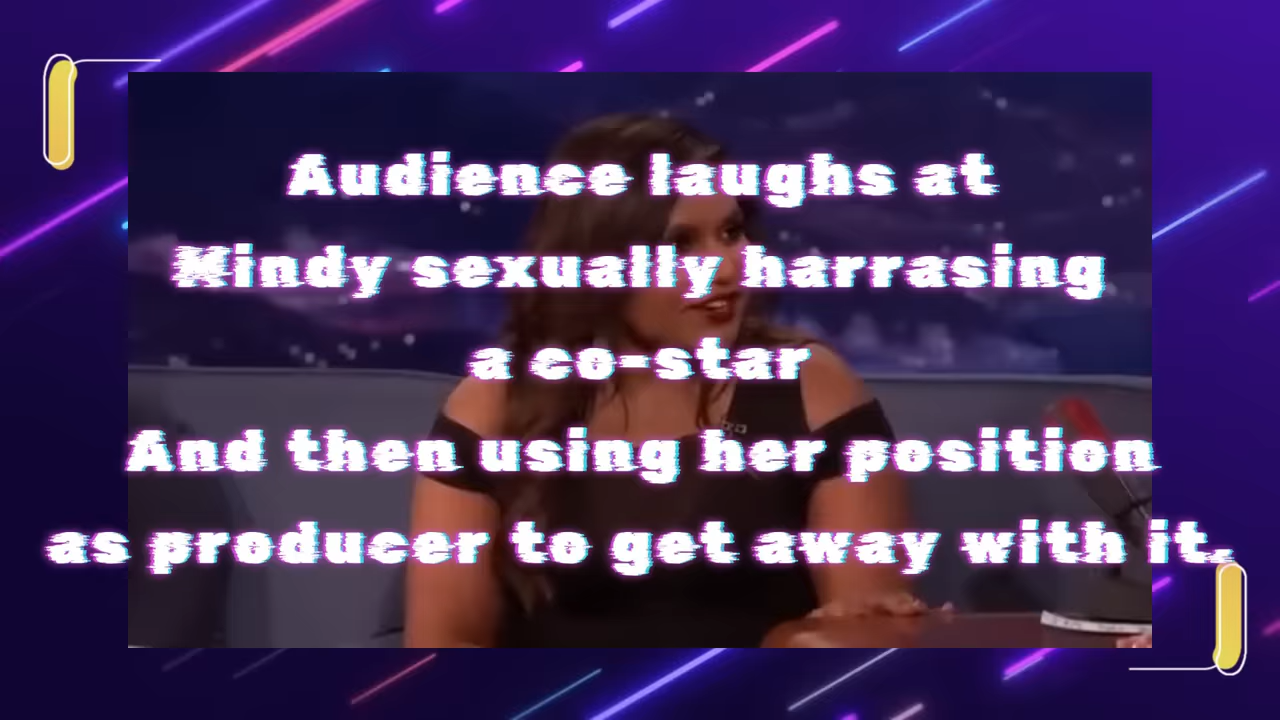 Audience laughs at
Mindy sexually harrasing
a co-star
And then using her position
as producer to get away with it.